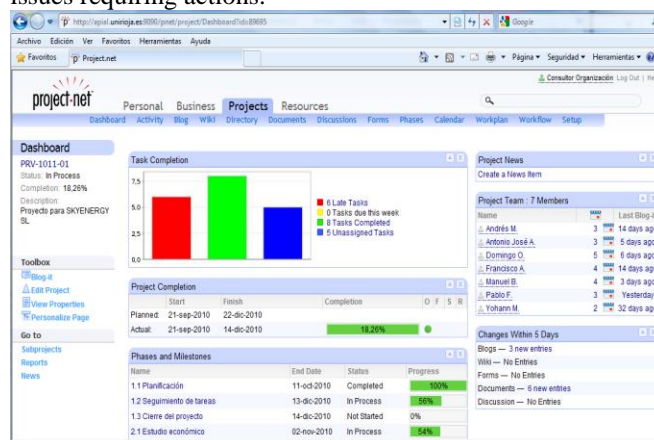 issues requiring actions.
http://apial.unirioja.es:9090/pnet/project/Dashboard?id=89685
Google
Archivo Edición Ver Favoritos Herramientas Ayuda
Favoritos Project.net
Página Seguridad Herramientas
Consultor Organización Log Out
project·net
Personal Business Projects Resources
Dashboard Activity Blog Wiki Directory Documents Discussions Forms Phases Calendar Workplan Workflow Setup
Dashboard
PRV-1011-01
Status: In Process
Completion: 18,26%
Description:
Proyecto para SKYENERGY
SL
Toolbox
Blog-it
Edit Project
View Properties
Personalize Page
Go to
Subprojects
Reports
News
Task Completion
7,5
5,0
2,5
0,0
6 Late Tasks
0 Tasks due this week
8 Tasks Completed
5 Unassigned Tasks
Project Completion
Start Finish Completion O F S R
Planned: 21-sep-2010 22-dic-2010
Actual: 21-sep-2010 14-dic-2010 18,26%
Phases and Milestones
Name End Date Status Progress
1.1 Planificación 11-oct-2010 Completed 100%
1.2 Seguimiento de tareas 13-dic-2010 In Process 56%
1.3 Cierre del proyecto 14-dic-2010 Not Started 0%
2.1 Estudio económico 02-nov-2010 In Process 54%
Project News
Create a News Item
Project Team : 7 Members
Name Last Blog-
Andrés M. 3 14 days ago
Antonio José A. 3 5 days ago
Domingo O. 5 6 days ago
Francisco A. 4 14 days ago
Manuel B. 4 3 days ago
Pablo F. 3 Yesterday
Yohann M. 2 32 days ago
Changes Within 5 Days
Blogs — 3 new entries
Wiki — No Entries
Forms — No Entries
Documents — 6 new entries
Discussion — No Entries